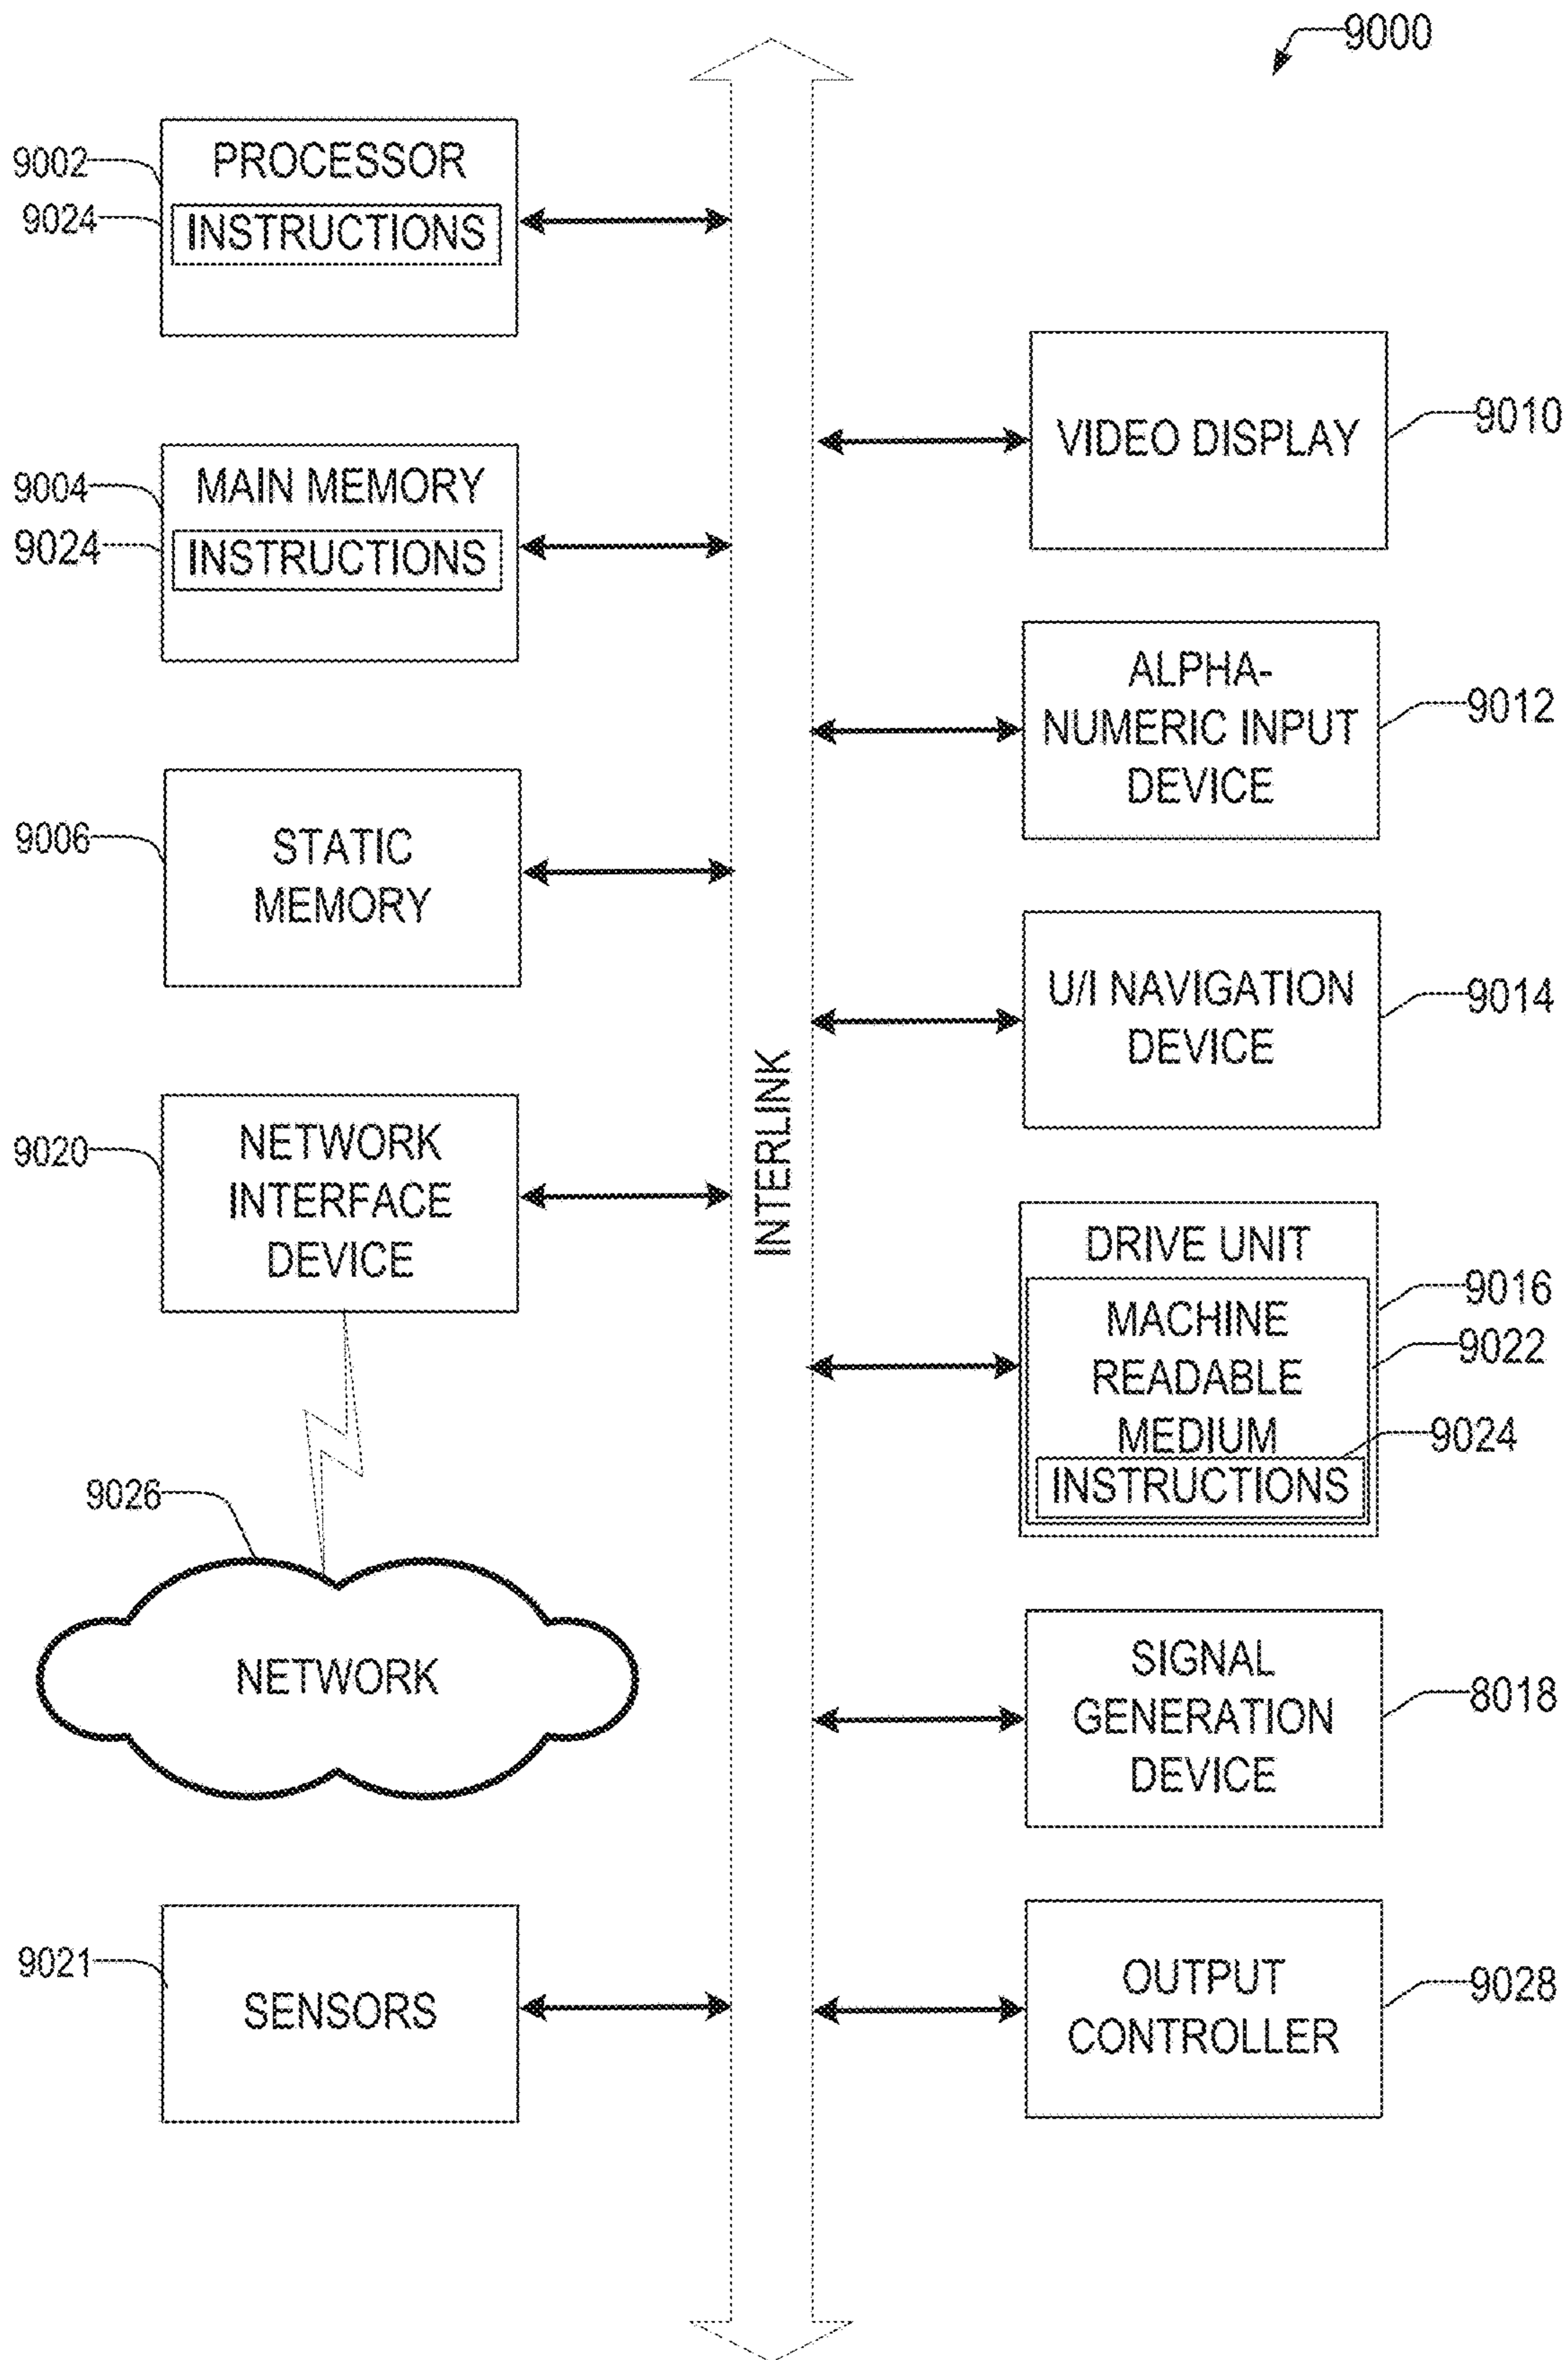 9000
9002
PROCESSOR
9024
INSTRUCTIONS
9004
MAIN MEMORY
9024
INSTRUCTIONS
9006
STATIC
MEMORY
9020
NETWORK
INTERFACE
DEVICE
9026
NETWORK
9021
SENSORS
INTERLINK
VIDEO DISPLAY
9010
ALPHA-
NUMERIC INPUT
DEVICE
9012
U/I NAVIGATION
DEVICE
9014
DRIVE UNIT
9016
MACHINE
READABLE
MEDIUM
9022
9024
INSTRUCTIONS
SIGNAL
GENERATION
DEVICE
8018
OUTPUT
CONTROLLER
9028